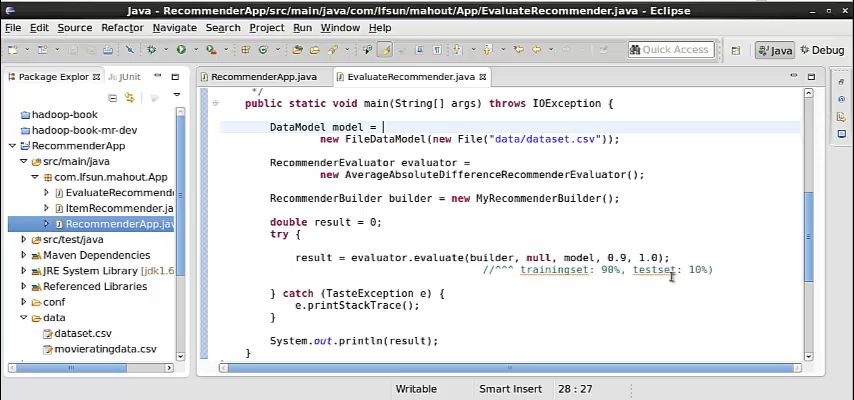 Java - RecommenderApp/src/main/java/com/lfsun/mahout/App/EvaluateRecommender.java - Eclipse
File Edit Source Refactor Navigate Search Project Run Window Help
Quick Access Java Debug
Package Explor JUnit
RecommenderApp.java EvaluateRecommender.java
hadoop-book
hadoop-book-mr-dev
RecommenderApp
src/main/java
com.lfsun.mahout.App
EvaluateRecommende
ItemRecommender.ja
RecommenderApp.jav
src/test/java
Maven Dependencies
JRE System Library [jdk1.6
Referenced Libraries
conf
data
dataset.csv
movieratingdata.csv
*/
public static void main(String[] args) throws IOException {
DataModel model =
new FileDataModel(new File("data/dataset.csv"));
RecommenderEvaluator evaluator =
new AverageAbsoluteDifferenceRecommenderEvaluator();
RecommenderBuilder builder = new MyRecommenderBuilder();
double result = 0;
try {
result = evaluator.evaluate(builder, null, model, 0.9, 1.0);
//^^^ trainingset: 90%, testset: 10%)
} catch (TasteException e) {
e.printStackTrace();
}
System.out.println(result);
}
Writable Smart Insert 28 : 27